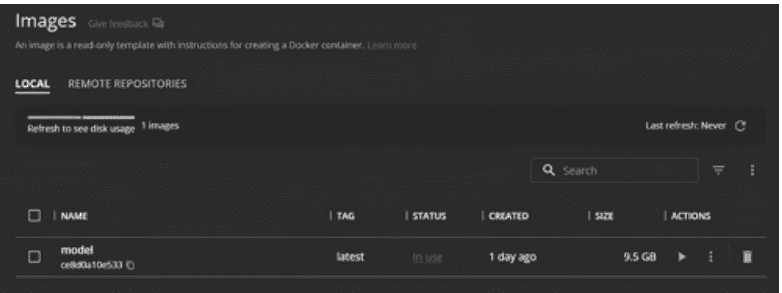 Images Give feedback
An image is a read-only template with instructions for creating a Docker container. Learn more
LOCAL REMOTE REPOSITORIES
Refresh to see disk usage 1 images Last refresh: Never
Search
NAME TAG STATUS CREATED SIZE ACTIONS
model latest In use 1 day ago 9.5 GB
ce8d0a10e533